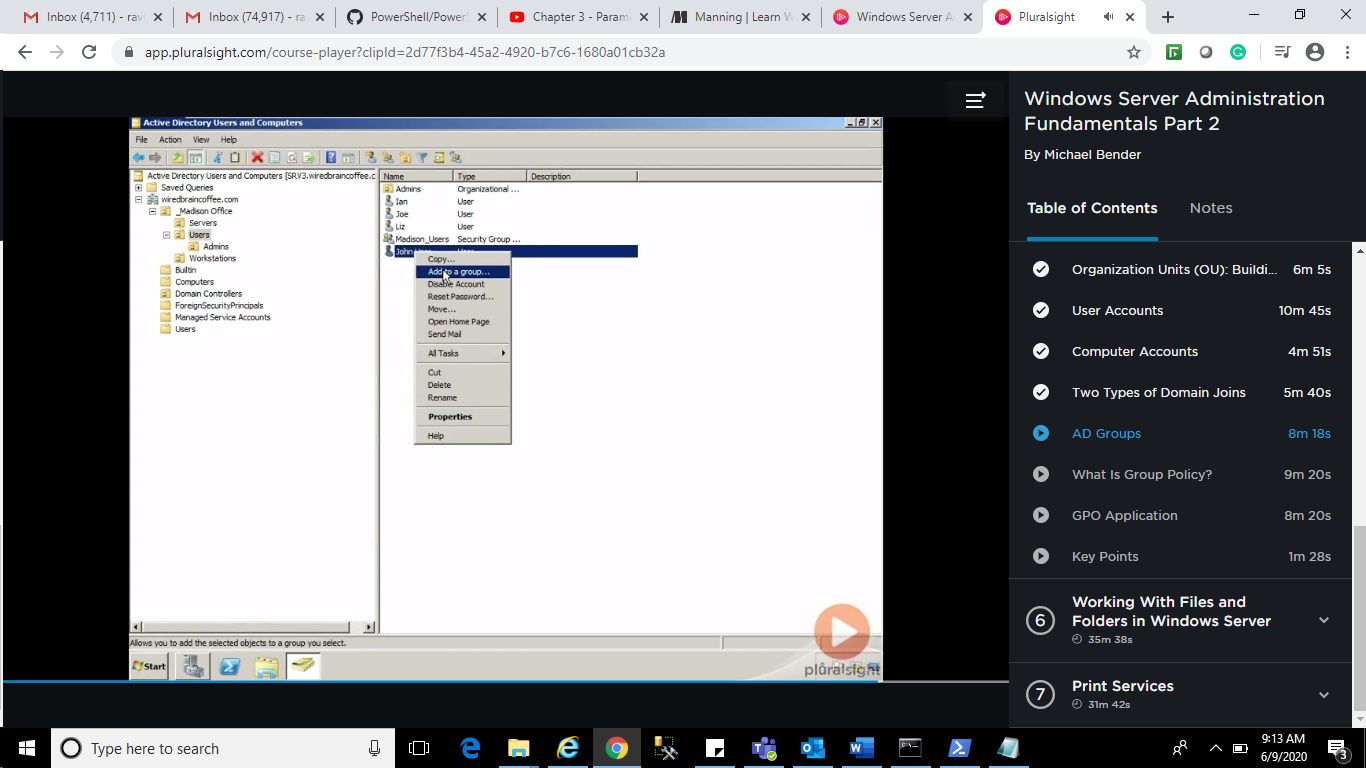 Inbox (4,711) - ravi
Inbox (74,917) - ra
PowerShell/Power
Chapter 3 - Param
Manning | Learn W
Windows Server A
Pluralsight
app.pluralsight.com/course-player?clipId=2d77f3b4-45a2-4920-b7c6-1680a01cb32a
Active Directory Users and Computers
File Action View Help
Active Directory Users and Computers [SRV3.wiredbraincoffee.c
Saved Queries
wiredbraincoffee.com
_Madison Office
Servers
Users
Admins
Workstations
Builtin
Computers
Domain Controllers
ForeignSecurityPrincipals
Managed Service Accounts
Users
Name Type Description
Admins Organizational ...
Ian User
Joe User
Liz User
Madison_Users Security Group ...
John
Copy...
Add to a group...
Disable Account
Reset Password...
Move...
Open Home Page
Send Mail
All Tasks
Cut
Delete
Rename
Properties
Help
Allows you to add the selected objects to a group you select.
Start
pluralsight
Windows Server Administration
Fundamentals Part 2
By Michael Bender
Table of Contents Notes
Organization Units (OU): Buildi... 6m 5s
User Accounts 10m 45s
Computer Accounts 4m 51s
Two Types of Domain Joins 5m 40s
AD Groups 8m 18s
What Is Group Policy? 9m 20s
GPO Application 8m 20s
Key Points 1m 28s
6
Working With Files and
Folders in Windows Server
35m 38s
7
Print Services
31m 42s
Type here to search
9:13 AM
6/9/2020
3